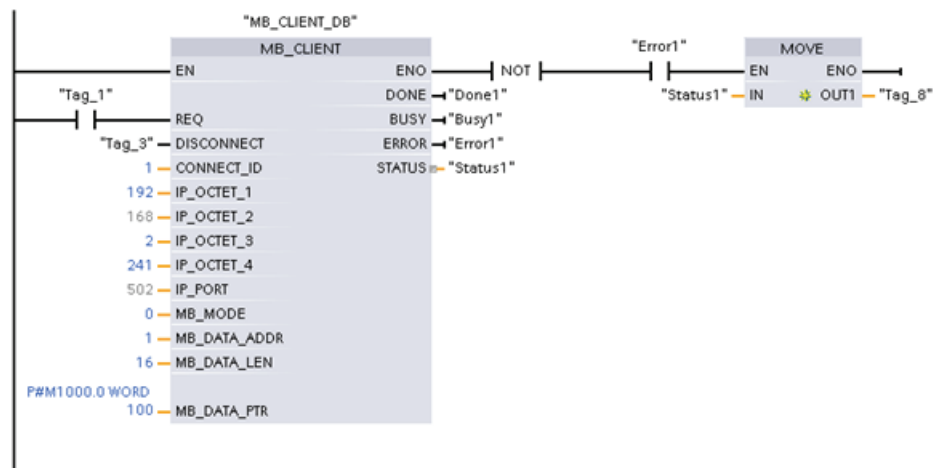 "MB_CLIENT_DB"
MB_CLIENT
"Error1"
MOVE
EN ENO NOT EN ENO
"Tag_1" DONE "Done1" "Status1" IN OUT1 "Tag_8"
REQ BUSY "Busy1"
"Tag_3" DISCONNECT ERROR "Error1"
1 CONNECT_ID STATUS "Status1"
192 IP_OCTET_1
168 IP_OCTET_2
2 IP_OCTET_3
241 IP_OCTET_4
502 IP_PORT
0 MB_MODE
1 MB_DATA_ADDR
16 MB_DATA_LEN
P#M1000.0 WORD
100 MB_DATA_PTR